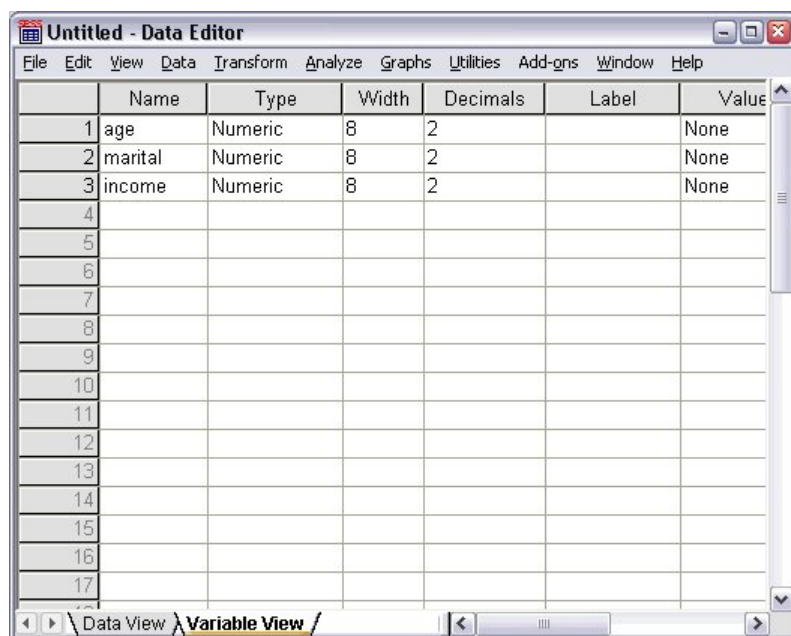 Untitled - Data Editor
File Edit View Data Transform Analyze Graphs Utilities Add-ons Window Help
Name Type Width Decimals Label Value
1 age Numeric 8 2 None
2 marital Numeric 8 2 None
3 income Numeric 8 2 None
4
5
6
7
8
9
10
11
12
13
14
15
16
17
Data View Variable View